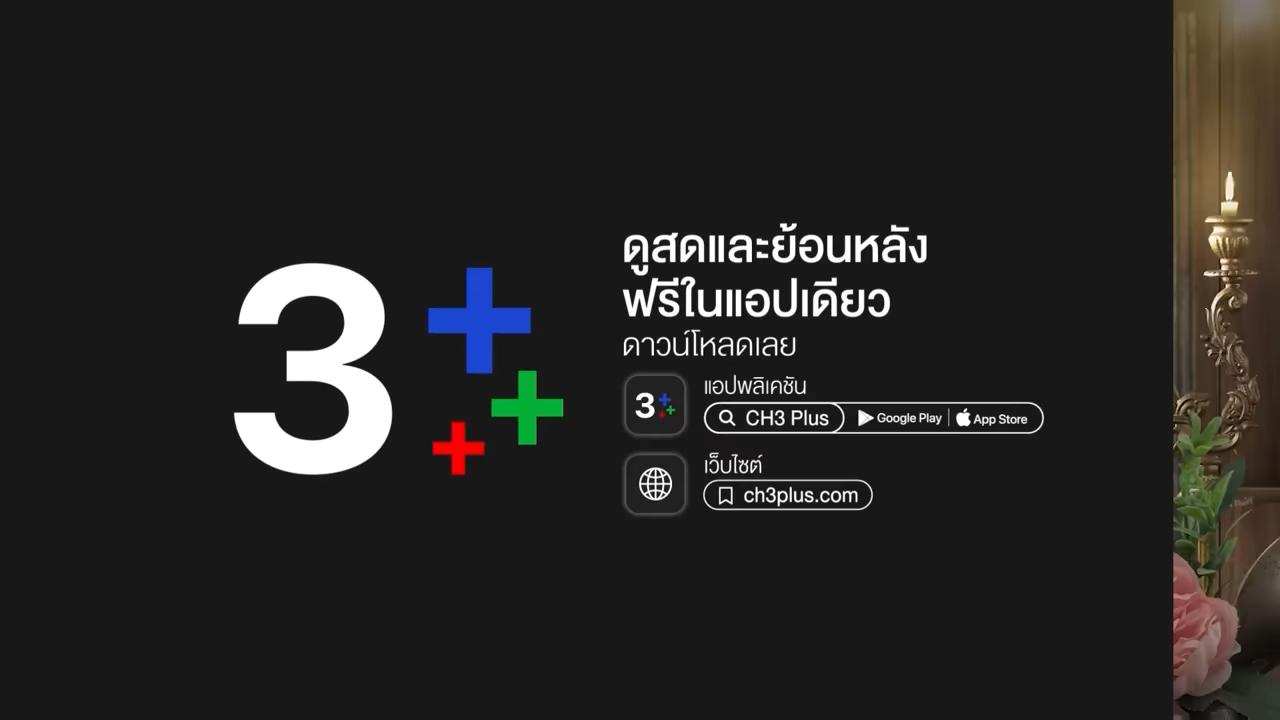 3
ดูสดและย้อนหลัง
ฟรีในแอปเดียว
ดาวน์โหลดเลย
3
แอปพลิเคชัน
CH3 Plus Google Play App Store
เว็บไซต์
ch3plus.com